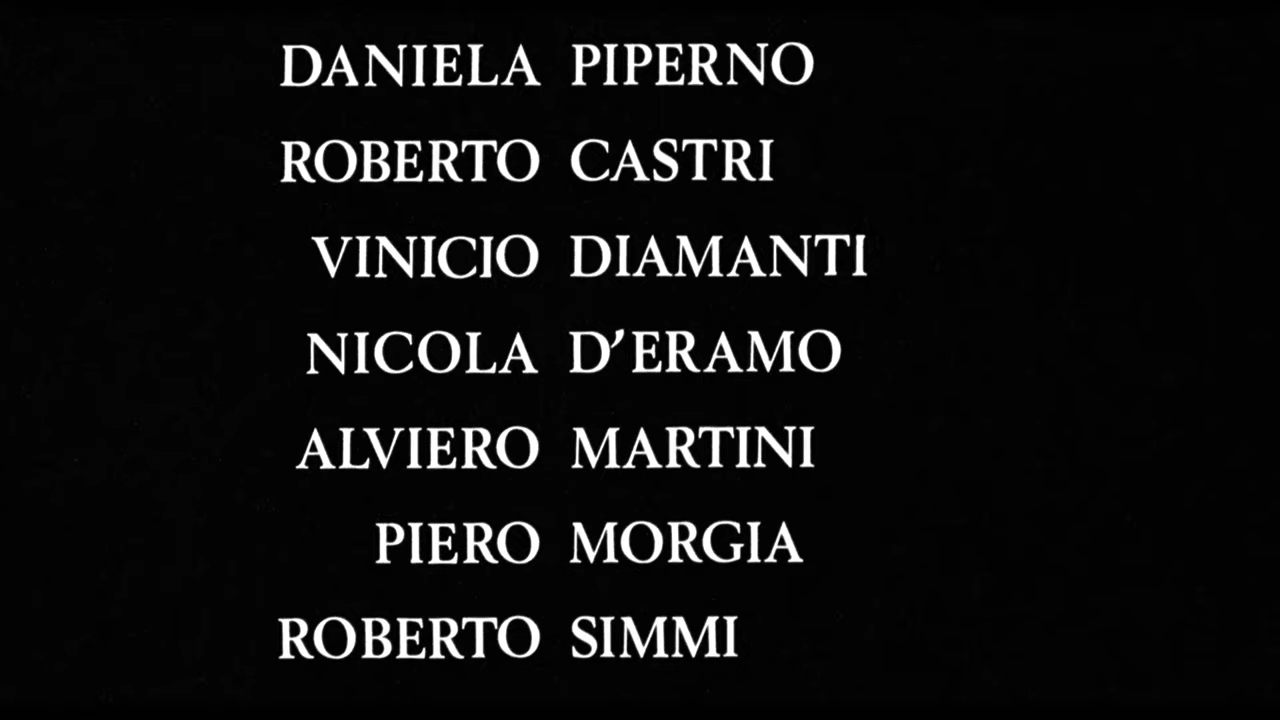 DANIELA PIPERNO
ROBERTO CASTRI
VINICIO DIAMANTI
NICOLA D'ERAMO
ALVIERO MARTINI
PIERO MORGIA
ROBERTO SIMMI